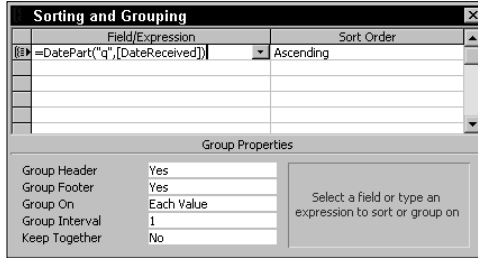 Sorting and Grouping
Field/Expression Sort Order
=DatePart("q",[DateReceived]) Ascending
Group Properties
Group Header Yes
Group Footer Yes
Group On Each Value
Group Interval 1
Keep Together No
Select a field or type an
expression to sort or group on